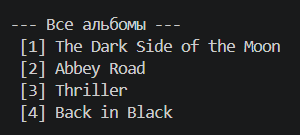 --- Все альбомы ---
[1] The Dark Side of the Moon
[2] Abbey Road
[3] Thriller
[4] Back in Black